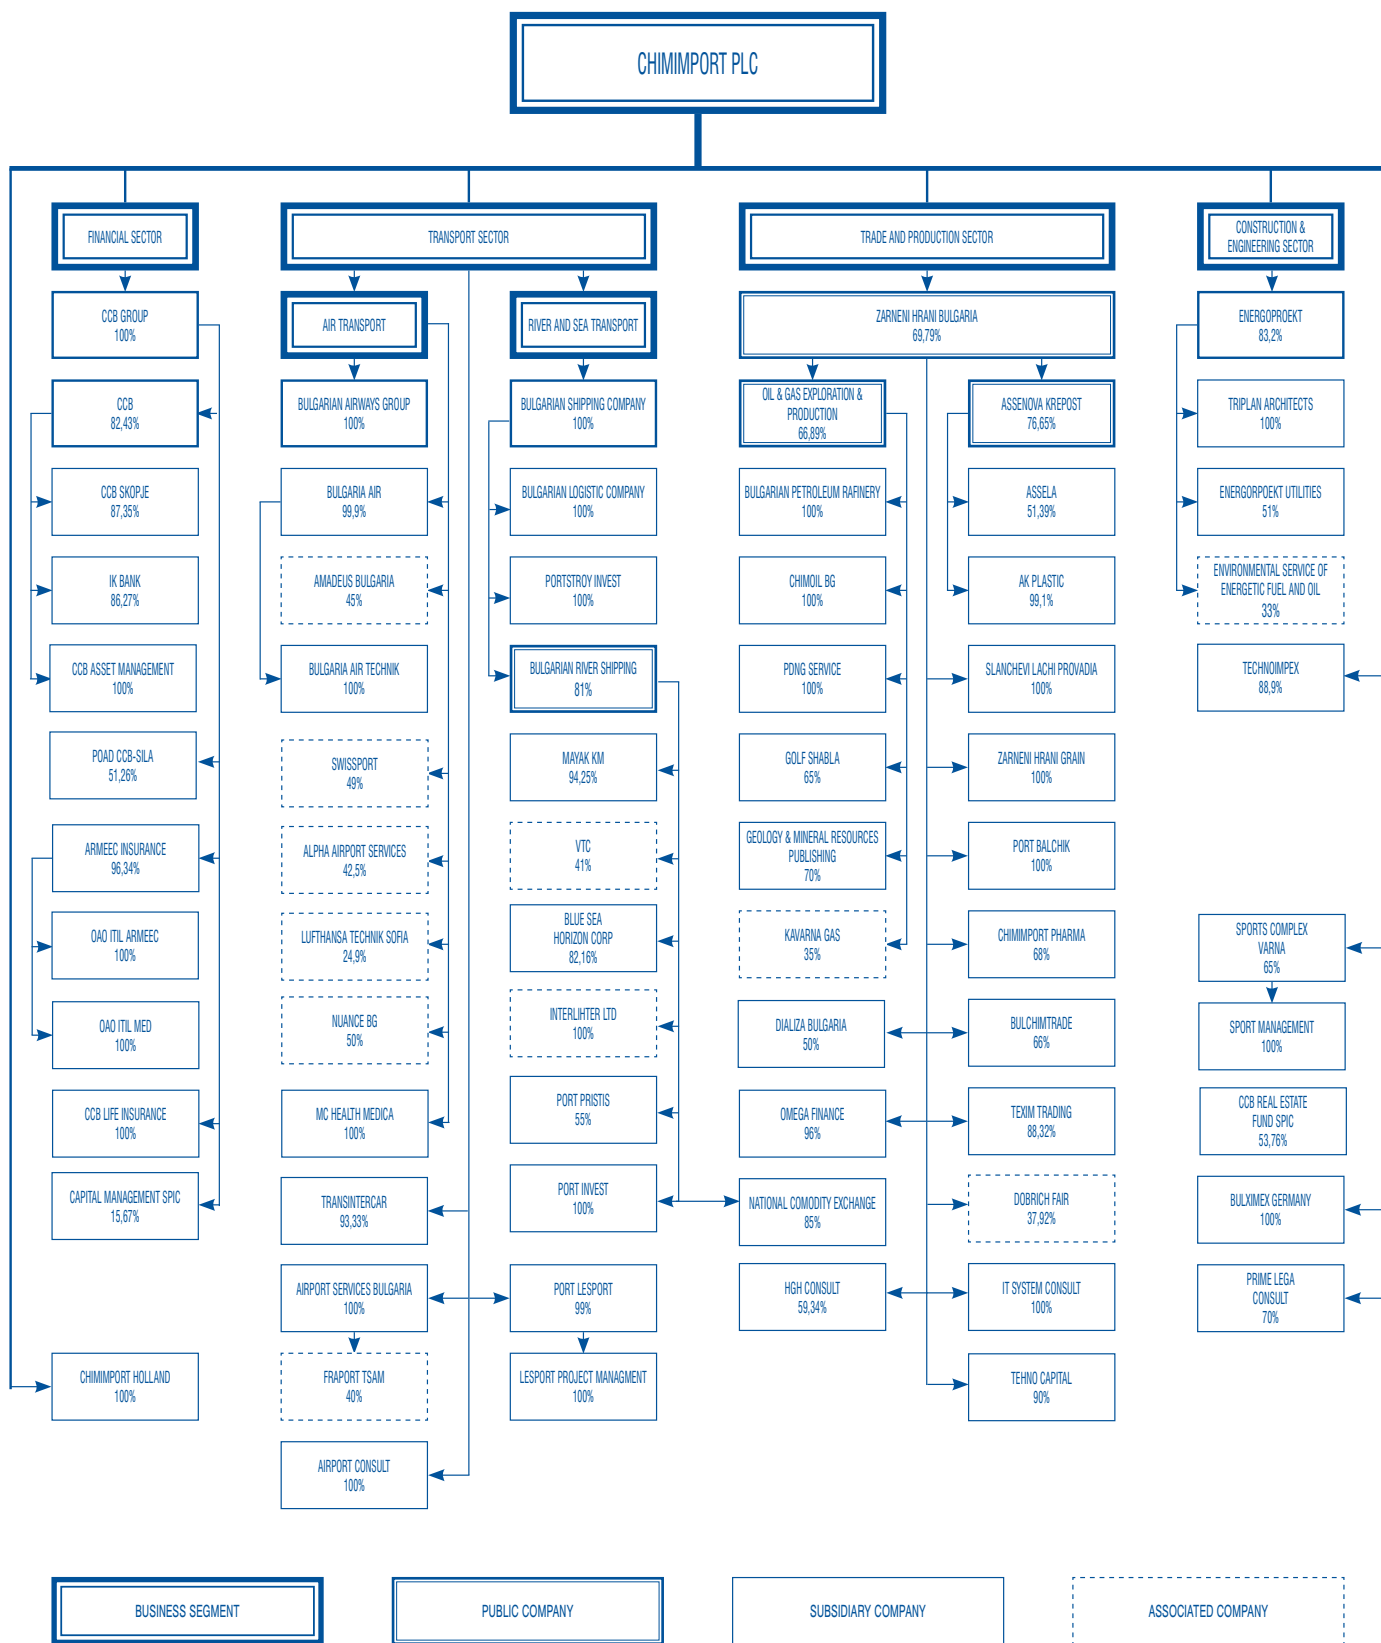 CHIMIMPORT PLC
FINANCIAL SECTOR
CCB GROUP
100%
CCB
82,43%
CCB SKOPJE
87,35%
IK BANK
86,27%
CCB ASSET MANAGEMENT
100%
POAD CCB-SILA
51,26%
ARMEEC INSURANCE
96,34%
OAO ITIL ARMEEC
100%
OAO ITIL MED
100%
CCB LIFE INSURANCE
100%
CAPITAL MANAGEMENT SPIC
15,67%
CHIMIMPORT HOLLAND
100%
TRANSPORT SECTOR
AIR TRANSPORT
BULGARIAN AIRWAYS GROUP
100%
BULGARIA AIR
99,9%
AMADEUS BULGARIA
45%
BULGARIA AIR TECHNIK
100%
SWISSPORT
49%
ALPHA AIRPORT SERVICES
42,5%
LUFTHANSA TECHNIK SOFIA
24,9%
NUANCE BG
50%
MC HEALTH MEDICA
100%
TRANSINTERCAR
93,33%
AIRPORT SERVICES BULGARIA
100%
FRAPORT TSAM
40%
AIRPORT CONSULT
100%
RIVER AND SEA TRANSPORT
BULGARIAN SHIPPING COMPANY
100%
BULGARIAN LOGISTIC COMPANY
100%
PORTSTROY INVEST
100%
BULGARIAN RIVER SHIPPING
81%
MAYAK KM
94,25%
VTC
41%
BLUE SEA
HORIZON CORP
82,16%
INTERLIHTER LTD
100%
PORT PRISTIS
55%
PORT INVEST
100%
PORT LESPORT
99%
LESPORT PROJECT MANAGMENT
100%
TRADE AND PRODUCTION SECTOR
ZARNENI HRANI BULGARIA
69,79%
OIL & GAS EXPLORATION &
PRODUCTION
66,89%
BULGARIAN PETROLEUM RAFINERY
100%
CHIMOIL BG
100%
PDNG SERVICE
100%
GOLF SHABLA
65%
GEOLOGY & MINERAL RESOURCES
PUBLISHING
70%
KAVARNA GAS
35%
DIALIZA BULGARIA
50%
OMEGA FINANCE
96%
NATIONAL COMODITY EXCHANGE
85%
HGH CONSULT
59,34%
ASSENOVA KREPOST
76,65%
ASSELA
51,39%
AK PLASTIC
99,1%
SLANCHEVI LACHI PROVADIA
100%
ZARNENI HRANI GRAIN
100%
PORT BALCHIK
100%
CHIMIMPORT PHARMA
68%
BULCHIMTRADE
66%
TEXIM TRADING
88,32%
DOBRICH FAIR
37,92%
IT SYSTEM CONSULT
100%
TEHNO CAPITAL
90%
CONSTRUCTION &
ENGINEERING SECTOR
ENERGOPROEKT
83,2%
TRIPLAN ARCHITECTS
100%
ENERGORPOEKT UTILITIES
51%
ENVIRONMENTAL SERVICE OF
ENERGETIC FUEL AND OIL
33%
TECHNOIMPEX
88,9%
SPORTS COMPLEX
VARNA
65%
SPORT MANAGEMENT
100%
CCB REAL ESTATE
FUND SPIC
53,76%
BULXIMEX GERMANY
100%
PRIME LEGA
CONSULT
70%
BUSINESS SEGMENT
PUBLIC COMPANY
SUBSIDIARY COMPANY
ASSOCIATED COMPANY